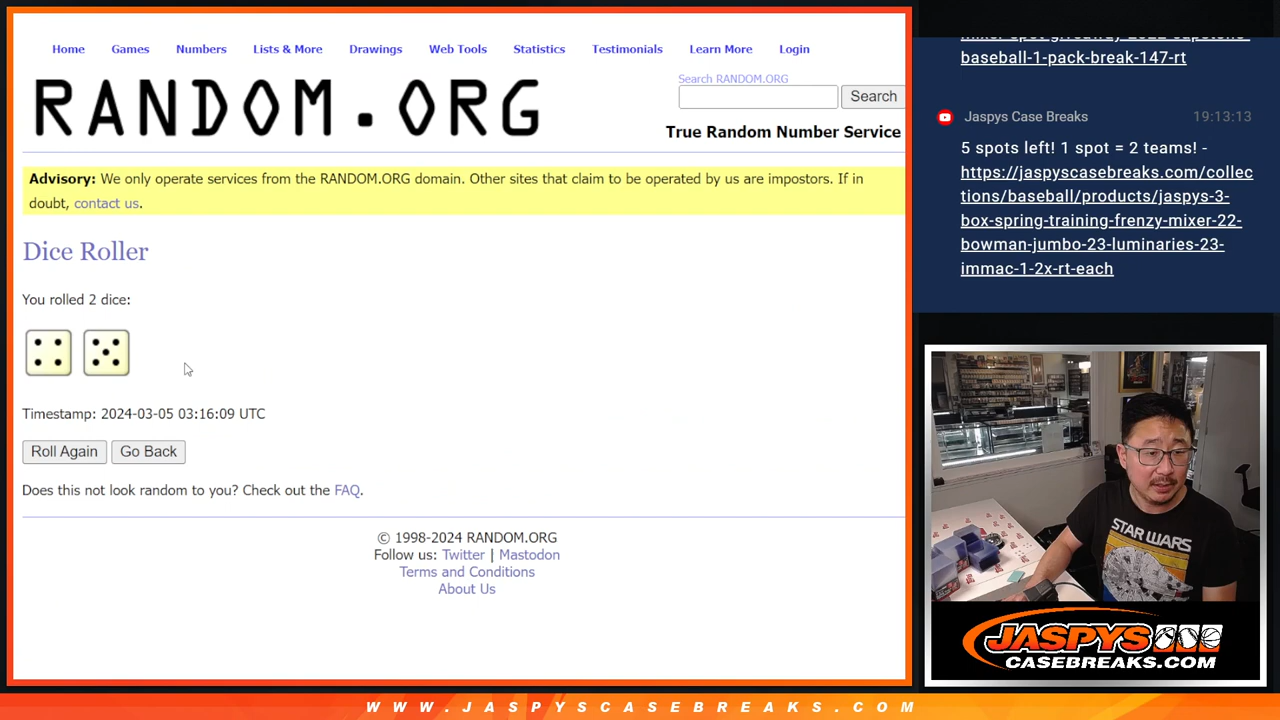 Home Games Numbers Lists & More Drawings Web Tools Statistics Testimonials Learn More Login
RANDOM.ORG
Search RANDOM.ORG
Search
True Random Number Service
Advisory: We only operate services from the RANDOM.ORG domain. Other sites that claim to be operated by us are impostors. If in
doubt, contact us.
Dice Roller
You rolled 2 dice:
Timestamp: 2024-03-05 03:16:09 UTC
Roll Again Go Back
Does this not look random to you? Check out the FAQ.
© 1998-2024 RANDOM.ORG
Follow us: Twitter | Mastodon
Terms and Conditions
About Us
baseball-1-pack-break-147-rt
Jaspys Case Breaks 19:13:13
5 spots left! 1 spot = 2 teams! -
https://jaspyscasebreaks.com/collec
tions/baseball/products/jaspys-3-
box-spring-training-frenzy-mixer-22-
bowman-jumbo-23-luminaries-23-
immac-1-2x-rt-each
STAR WARS
JASPYS
CASEBREAKS.COM
WWW.JASPYSCASEBREAKS.COM